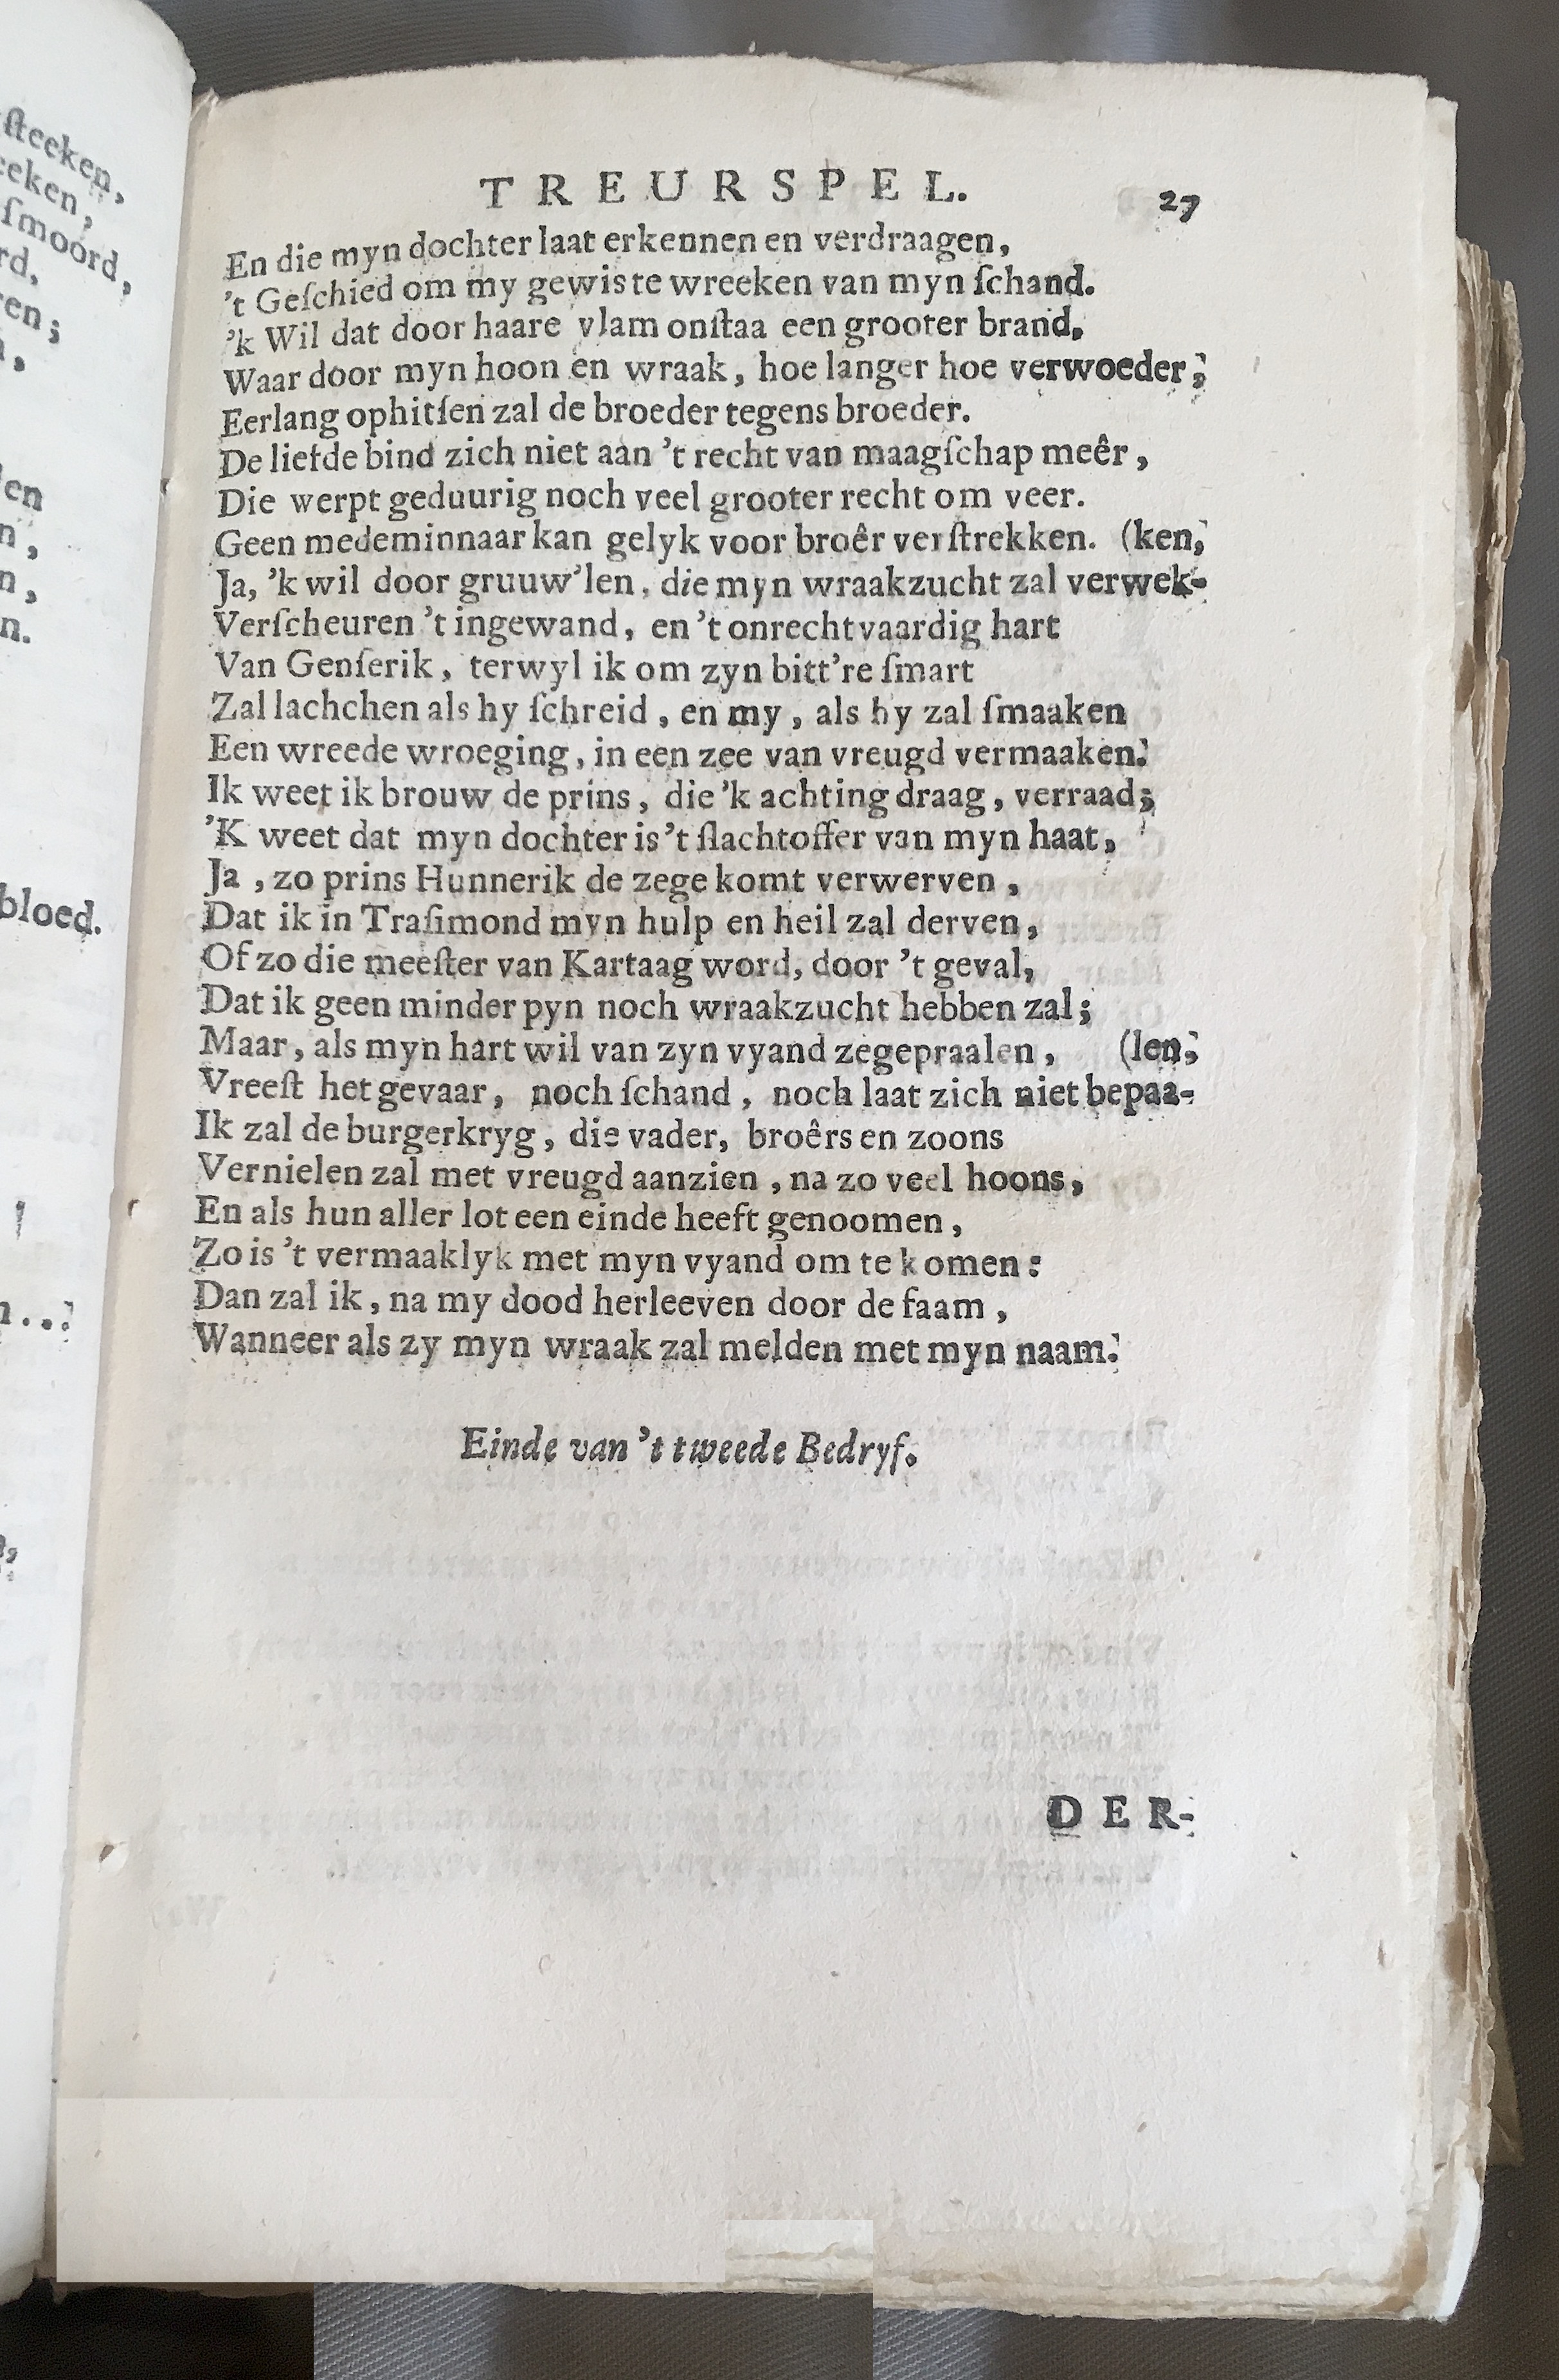 TREURSPEL. 27
En die myn dochter laat erkennen en verdraagen,
't Geſchied om my gewis te wreeken van myn ſchand.
'k Wil dat door haare vlam onſtaa een grooter brand,
Waar door myn hoon en wraak, hoe langer hoe verwoeder;
Eerlang ophitſen zal de broeder tegens broeder.
De liefde bind zich niet aan 't recht van maagſchap meêr,
Die werpt geduurig noch veel grooter recht om veer.
Geen medeminnaar kan gelyk voor broêr verſtrekken. (ken,
Ja, 'k wil door gruuw'len, die myn wraakzucht zal verwek-
Verſcheuren 't ingewand, en 't onrechtvaardig hart
Van Genſerik, terwyl ik om zyn bitt're ſmart
Zal lachchen als hy ſchreid, en my, als hy zal ſmaaken
Een wreede wroeging, in een zee van vreugd vermaaken.
Ik weet ik brouw de prins, die 'k achting draag, verraad;
'K weet dat myn dochter is 't ſlachtoffer van myn haat,
Ja, zo prins Hunnerik de zege komt verwerven,
Dat ik in Traſimond myn hulp en heil zal derven,
Of zo die meeſter van Kartaag word, door 't geval,
Dat ik geen minder pyn noch wraakzucht hebben zal;
Maar, als myn hart wil van zyn vyand zegepraalen, (len;
Vreeſt het gevaar, noch ſchand, noch laat zich niet bepaa-
Ik zal de burgerkryg, die vader, broêrs en zoons
Vernielen zal met vreugd aanzien, na zo veel hoons,
En als hun aller lot een einde heeft genoomen,
Zo is 't vermaaklyk met myn vyand om te komen:
Dan zal ik, na my dood herleeven door de faam,
Wanneer als zy myn wraak zal melden met myn naam.
Einde van 't tweede Bedryf.
DER-